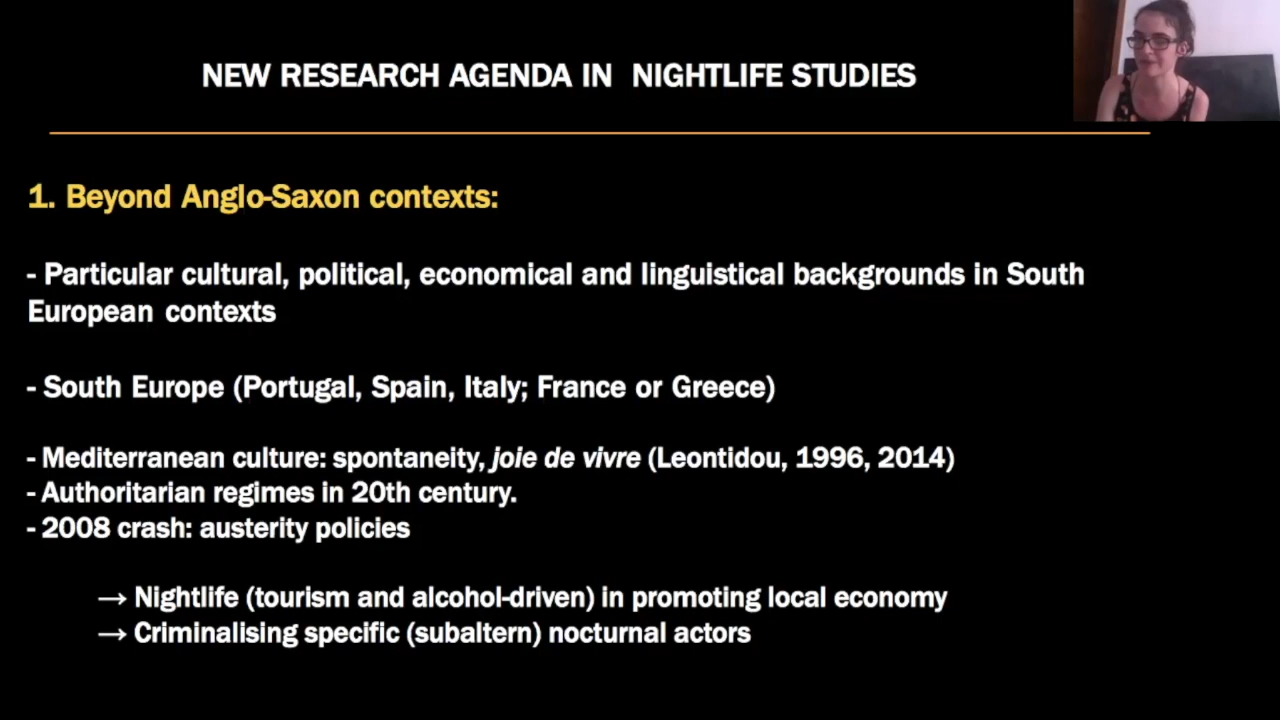 NEW RESEARCH AGENDA IN NIGHTLIFE STUDIES
1. Beyond Anglo-Saxon contexts:
- Particular cultural, political, economical and linguistical backgrounds in South
European contexts
- South Europe (Portugal, Spain, Italy; France or Greece)
- Mediterranean culture: spontaneity, joie de vivre (Leontidou, 1996, 2014)
- Authoritarian regimes in 20th century.
- 2008 crash: austerity policies
→ Nightlife (tourism and alcohol-driven) in promoting local economy
→ Criminalising specific (subaltern) nocturnal actors